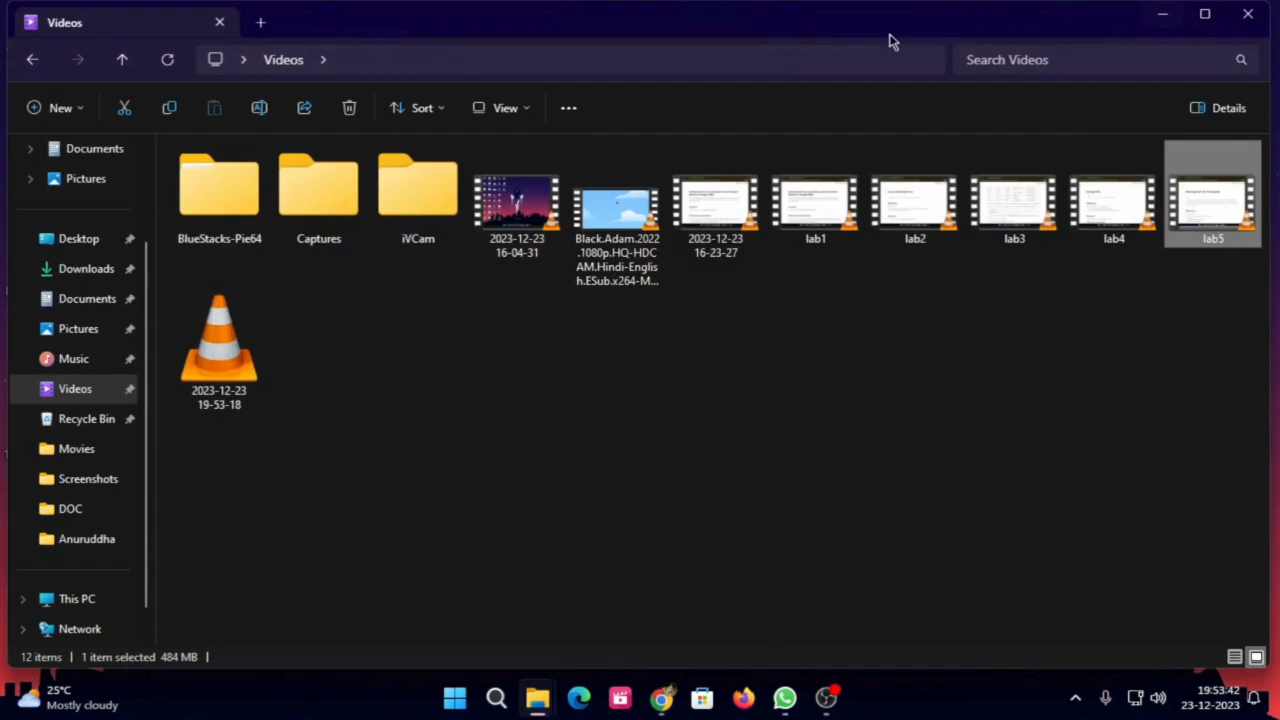 Videos
Videos
Search Videos
New
Sort
View
Details
Documents
Pictures
Desktop
Downloads
Documents
Pictures
Music
Videos
Recycle Bin
Movies
Screenshots
DOC
Anuruddha
This PC
Network
BlueStacks-Pie64
Captures
iVCam
2023-12-23
16-04-31
Black.Adam.2022
.1080p.HQ-HDC
AM.Hindi-Englis
h.ESub.x264-M...
2023-12-23
16-23-27
lab1
lab2
lab3
lab4
lab5
2023-12-23
19-53-18
12 items
1 item selected 484 MB
25°C
Mostly cloudy
19:53:42
23-12-2023